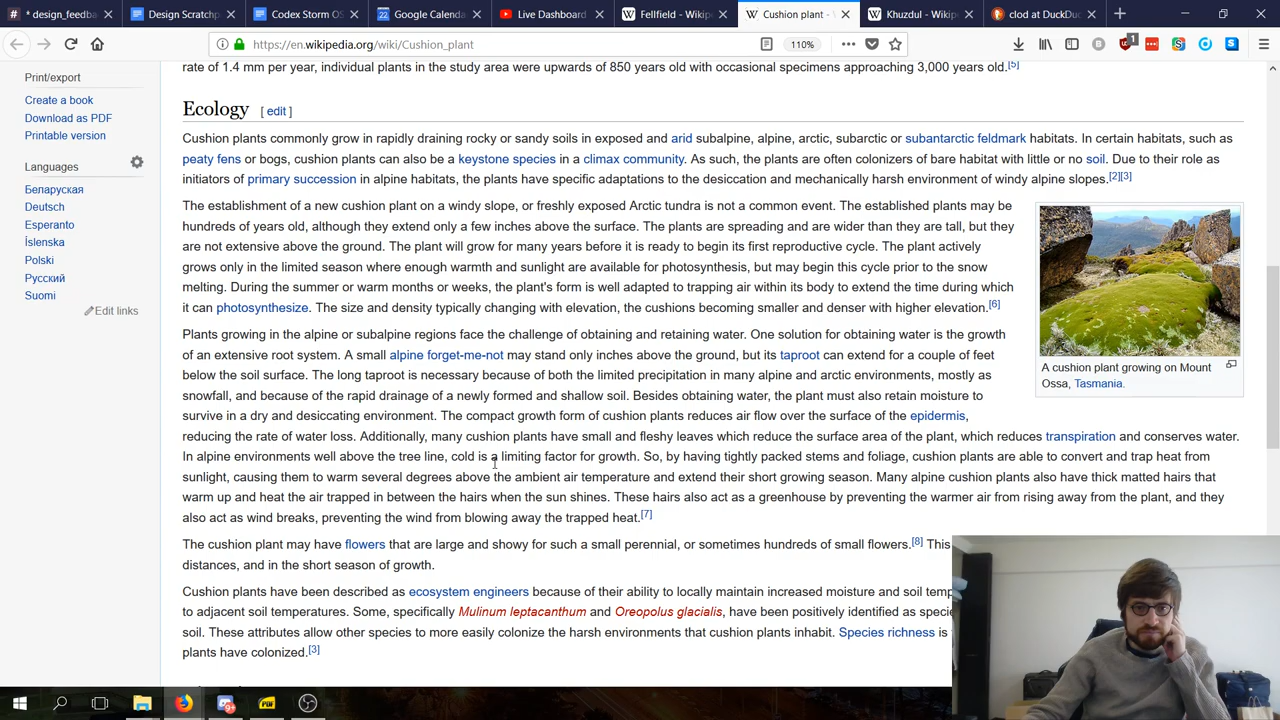 * design_feedba
Design Scratchp
Codex Storm OS
Google Calenda
Live Dashboard
Fellfield - Wikip
Cushion plant -
Khuzdul - Wikip
clod at DuckDu
https://en.wikipedia.org/wiki/Cushion_plant
110%
1
Print/export
Create a book
Download as PDF
Printable version
Languages
Беларуская
Deutsch
Esperanto
Íslenska
Polski
Русский
Suomi
Edit links
rate of 1.4 mm per year, individual plants in the study area were upwards of 850 years old with occasional specimens approaching 3,000 years old.[5]
Ecology [ edit ]
Cushion plants commonly grow in rapidly draining rocky or sandy soils in exposed and arid subalpine, alpine, arctic, subarctic or subantarctic feldmark habitats. In certain habitats, such as
peaty fens or bogs, cushion plants can also be a keystone species in a climax community. As such, the plants are often colonizers of bare habitat with little or no soil. Due to their role as
initiators of primary succession in alpine habitats, the plants have specific adaptations to the desiccation and mechanically harsh environment of windy alpine slopes.[2][3]
The establishment of a new cushion plant on a windy slope, or freshly exposed Arctic tundra is not a common event. The established plants may be
hundreds of years old, although they extend only a few inches above the surface. The plants are spreading and are wider than they are tall, but they
are not extensive above the ground. The plant will grow for many years before it is ready to begin its first reproductive cycle. The plant actively
grows only in the limited season where enough warmth and sunlight are available for photosynthesis, but may begin this cycle prior to the snow
melting. During the summer or warm months or weeks, the plant's form is well adapted to trapping air within its body to extend the time during which
it can photosynthesize. The size and density typically changing with elevation, the cushions becoming smaller and denser with higher elevation.[6]
A cushion plant growing on Mount
Ossa, Tasmania.
Plants growing in the alpine or subalpine regions face the challenge of obtaining and retaining water. One solution for obtaining water is the growth
of an extensive root system. A small alpine forget-me-not may stand only inches above the ground, but its taproot can extend for a couple of feet
below the soil surface. The long taproot is necessary because of both the limited precipitation in many alpine and arctic environments, mostly as
snowfall, and because of the rapid drainage of a newly formed and shallow soil. Besides obtaining water, the plant must also retain moisture to
survive in a dry and desiccating environment. The compact growth form of cushion plants reduces air flow over the surface of the epidermis,
reducing the rate of water loss. Additionally, many cushion plants have small and fleshy leaves which reduce the surface area of the plant, which reduces transpiration and conserves water.
In alpine environments well above the tree line, cold is a limiting factor for growth. So, by having tightly packed stems and foliage, cushion plants are able to convert and trap heat from
sunlight, causing them to warm several degrees above the ambient air temperature and extend their short growing season. Many alpine cushion plants also have thick matted hairs that
warm up and heat the air trapped in between the hairs when the sun shines. These hairs also act as a greenhouse by preventing the warmer air from rising away from the plant, and they
also act as wind breaks, preventing the wind from blowing away the trapped heat.[7]
The cushion plant may have flowers that are large and showy for such a small perennial, or sometimes hundreds of small flowers.[8] This
distances, and in the short season of growth.
Cushion plants have been described as ecosystem engineers because of their ability to locally maintain increased moisture and soil temp
to adjacent soil temperatures. Some, specifically Mulinum leptacanthum and Oreopolus glacialis, have been positively identified as specie
soil. These attributes allow other species to more easily colonize the harsh environments that cushion plants inhabit. Species richness is
plants have colonized.[3]